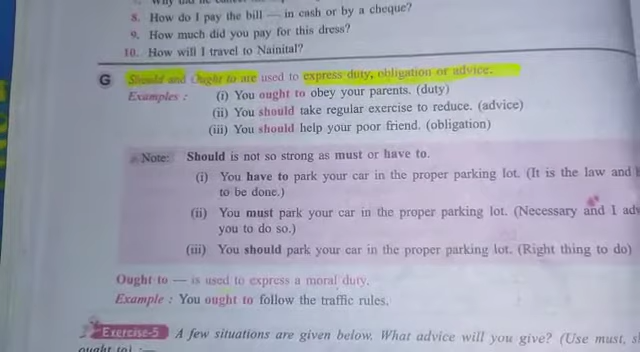 8. How do I pay the bill — in cash or by a cheque?
9. How much did you pay for this dress?
10. How will I travel to Nainital?
G Should and Ought to are used to express duty, obligation or advice.
Examples : (i) You ought to obey your parents. (duty)
(ii) You should take regular exercise to reduce. (advice)
(iii) You should help your poor friend. (obligation)
Note: Should is not so strong as must or have to.
(i) You have to park your car in the proper parking lot. (It is the law and
to be done.)
(ii) You must park your car in the proper parking lot. (Necessary and I
you to do so.)
(iii) You should park your car in the proper parking lot. (Right thing to do)
Ought to — is used to express a moral duty.
Example : You ought to follow the traffic rules.
Exercise-5 A few situations are given below. What advice will you give? (Use must,
ought to) :—